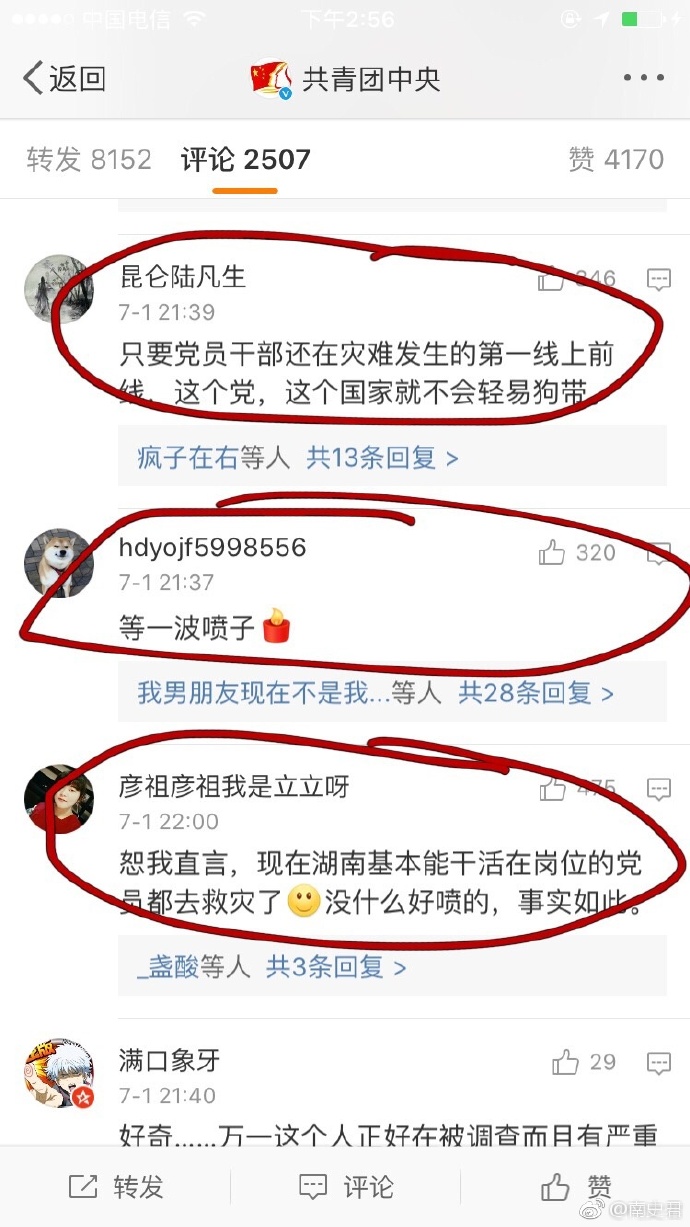 中国电信 下午2:56
返回 共青团中央
转发 8152 评论 2507 赞 4170
昆仑陆凡生 346
7-1 21:39
只要党员干部还在灾难发生的第一线上前
线，这个党，这个国家就不会轻易狗带
疯子在右等人 共13条回复 >
hdyojf5998556 320
7-1 21:37
等一波喷子
我男朋友现在不是我...等人 共28条回复 >
彦祖彦祖我是立立呀 475
7-1 22:00
恕我直言，现在湖南基本能干活在岗位的党
员都去救灾了 没什么好喷的，事实如此。
_盏酸等人 共3条回复 >
满口象牙 29
7-1 21:40
好奇......万一这个人正好在被调查而且有严重
转发 评论 赞
@南史君